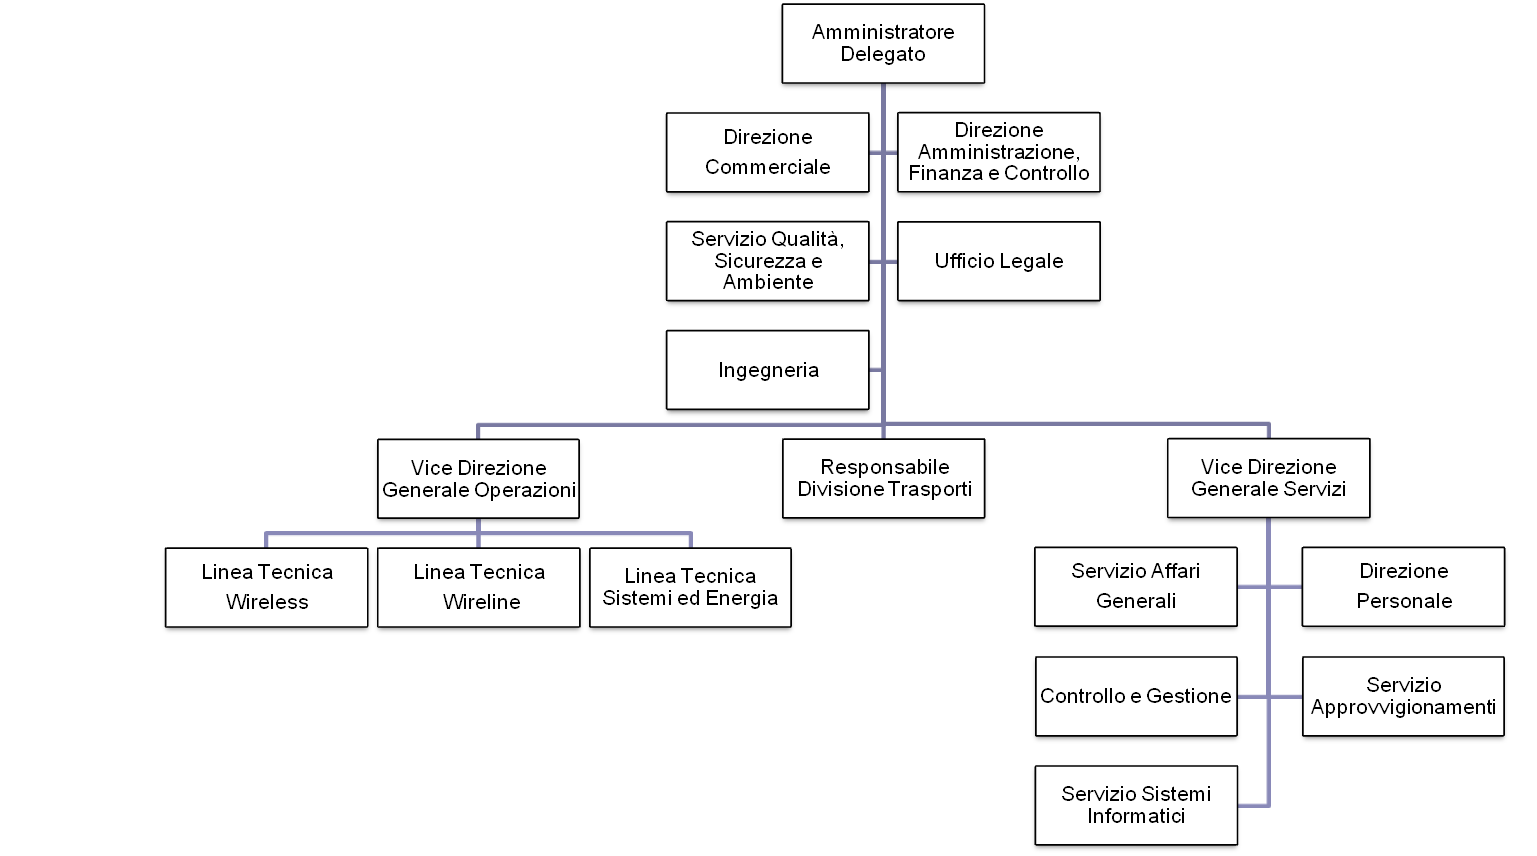 Amministratore
Delegato
Direzione
Commerciale
Direzione
Amministrazione,
Finanza e Controllo
Servizio Qualità,
Sicurezza e
Ambiente
Ufficio Legale
Ingegneria
Vice Direzione
Generale Operazioni
Responsabile
Divisione Trasporti
Vice Direzione
Generale Servizi
Linea Tecnica
Wireless
Linea Tecnica
Wireline
Linea Tecnica
Sistemi ed Energia
Servizio Affari
Generali
Direzione
Personale
Controllo e Gestione
Servizio
Approvvigionamenti
Servizio Sistemi
Informatici